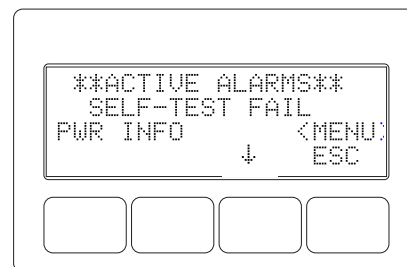 **ACTIVE ALARMS**
SELF-TEST FAIL
PWR INFO <MENU>
↓ ESC